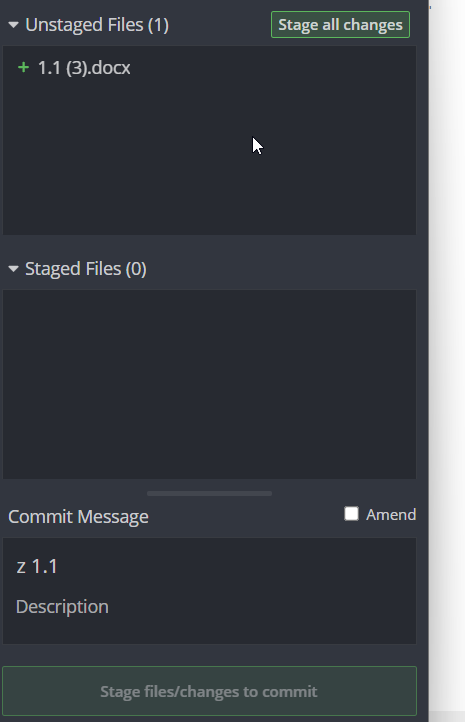 Unstaged Files (1) Stage all changes
+ 1.1 (3).docx
Staged Files (0)
Commit Message Amend
z 1.1
Description
Stage files/changes to commit